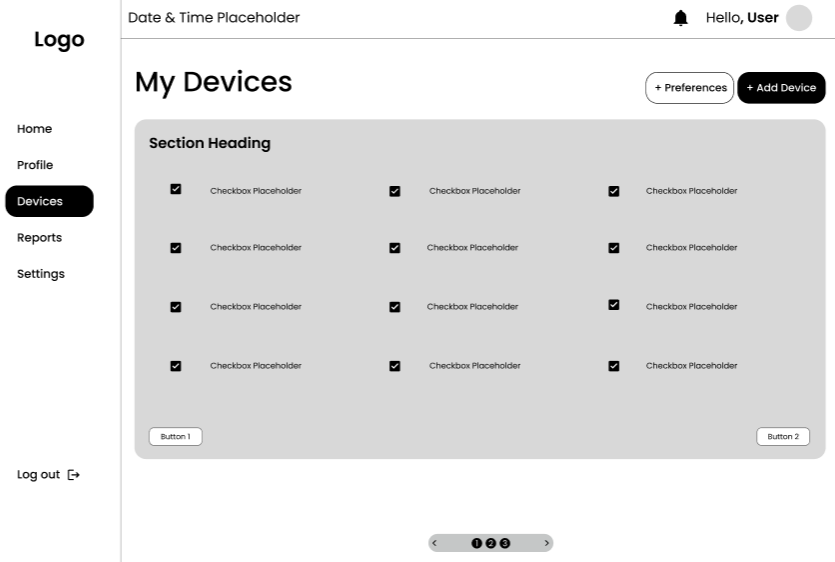 Logo
Date & Time Placeholder
Hello, User
My Devices
+ Preferences
+ Add Device
Home
Profile
Devices
Reports
Settings
Log out
Section Heading
Checkbox Placeholder Checkbox Placeholder Checkbox Placeholder
Checkbox Placeholder Checkbox Placeholder Checkbox Placeholder
Checkbox Placeholder Checkbox Placeholder Checkbox Placeholder
Checkbox Placeholder Checkbox Placeholder Checkbox Placeholder
Button 1
Button 2
< 1 2 3 >